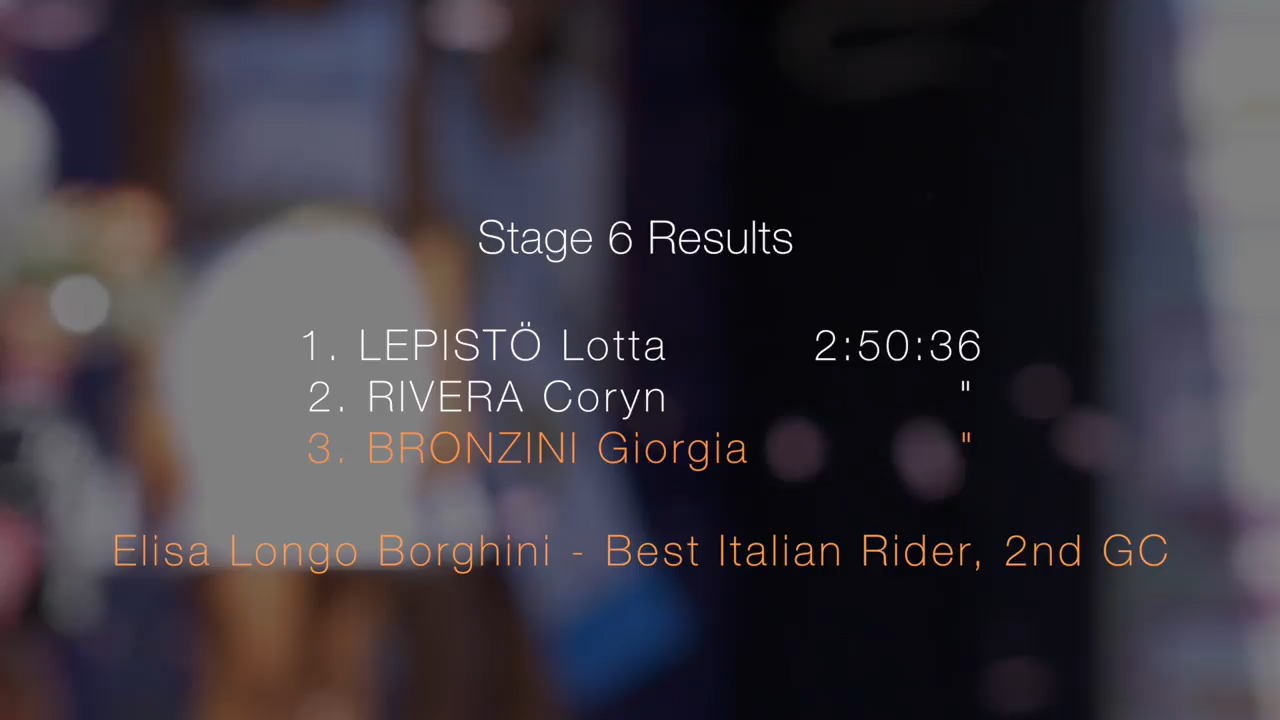 Stage 6 Results
1. LEPISTÖ Lotta 2:50:36
2. RIVERA Coryn "
3. BRONZINI Giorgia "
Elisa Longo Borghini - Best Italian Rider, 2nd GC